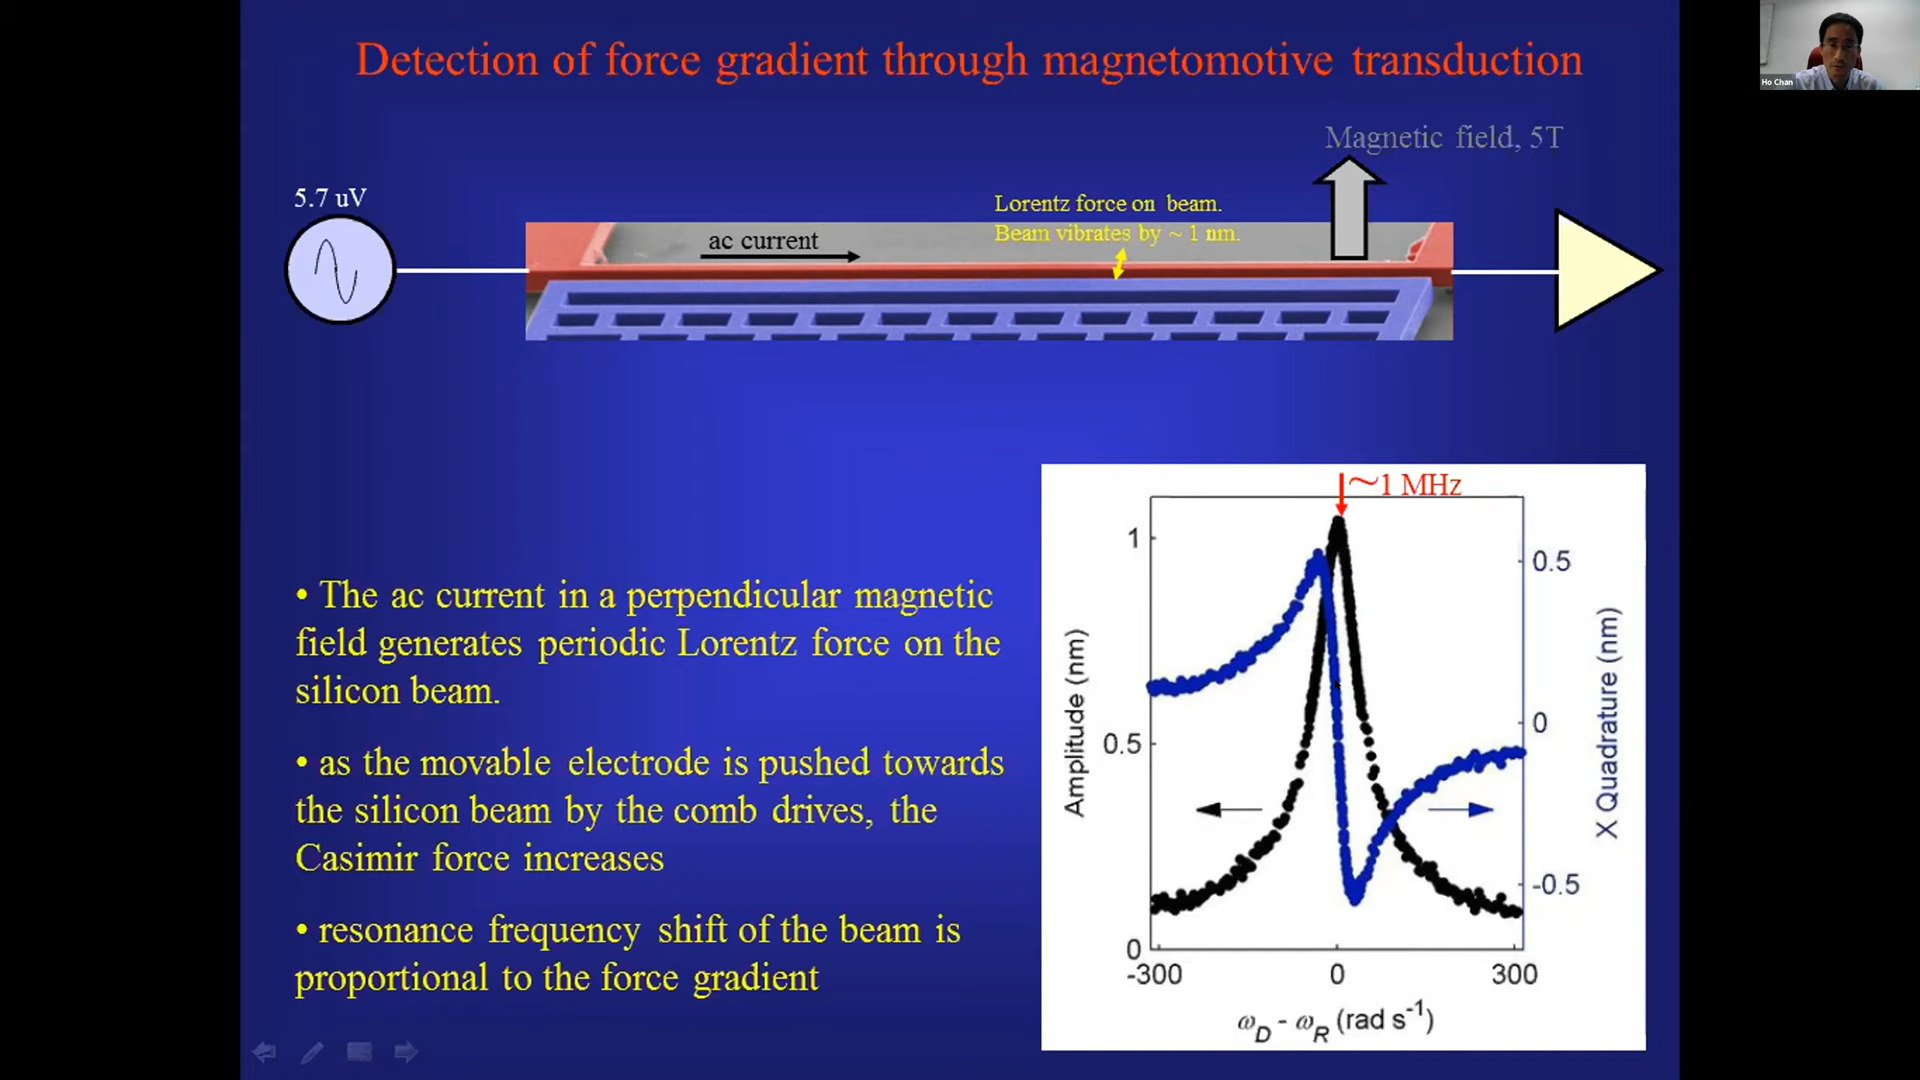 Detection of force gradient through magnetomotive transduction
Ho Chan
Magnetic field, 5T
5.7 uV
Lorentz force on beam.
Beam vibrates by ~ 1 nm.
ac current
• The ac current in a perpendicular magnetic
field generates periodic Lorentz force on the
silicon beam.
• as the movable electrode is pushed towards
the silicon beam by the comb drives, the
Casimir force increases
• resonance frequency shift of the beam is
proportional to the force gradient
~1 MHz
1
0.5
0
Amplitude (nm)
0.5
0
-0.5
X Quadrature (nm)
-300 0 300
ω_D - ω_R (rad s⁻¹)